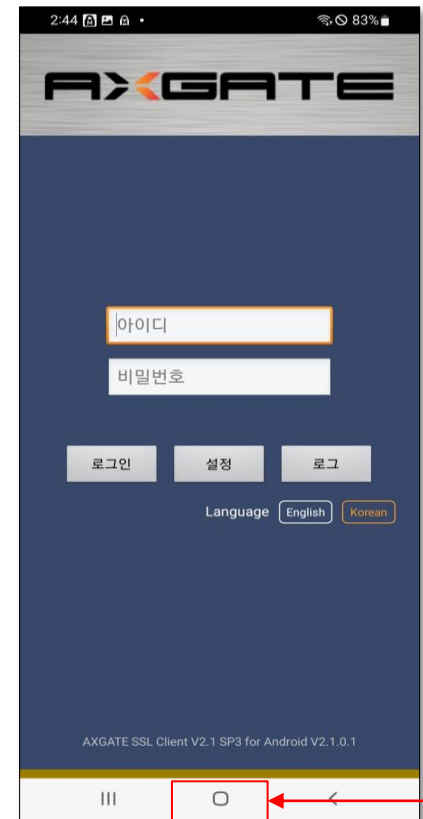 2:44
83%
AXGATE
아이디
비밀번호
로그인 설정 로그
Language English Korean
AXGATE SSL Client V2.1 SP3 for Android V2.1.0.1